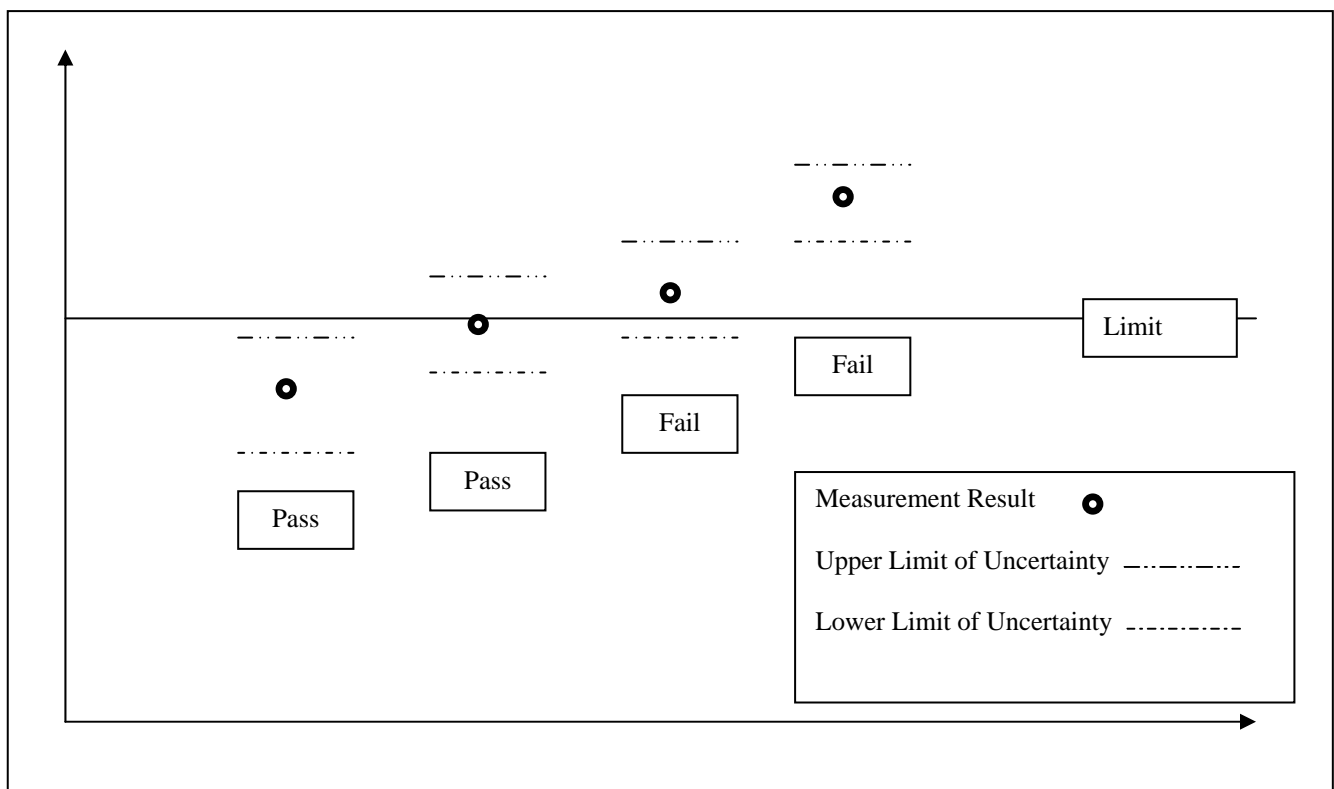 Limit
Fail
Fail
Pass
Pass
Measurement Result
Upper Limit of Uncertainty
Lower Limit of Uncertainty